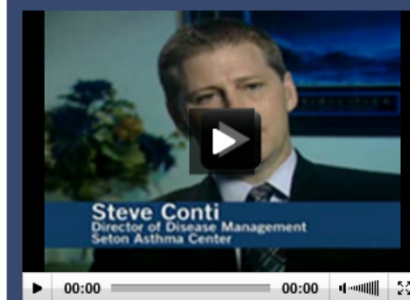 Steve Conti
Director of Disease Management
Seton Asthma Center
00:00 00:00